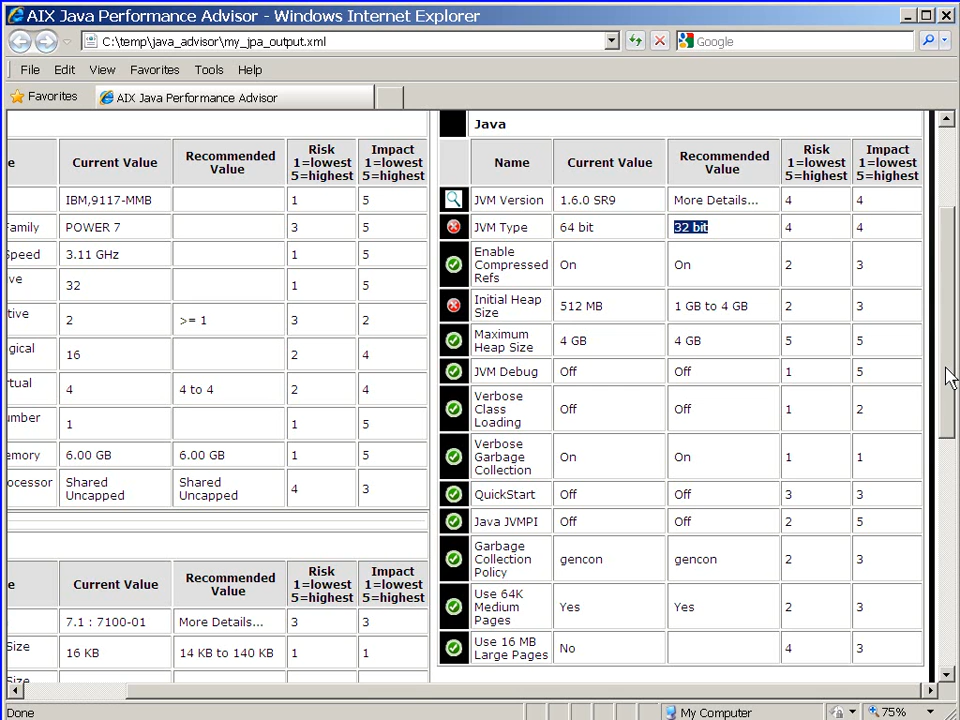 AIX Java Performance Advisor - Windows Internet Explorer
C:\temp\java_advisor\my_jpa_output.xml
Google
File Edit View Favorites Tools Help
Favorites
AIX Java Performance Advisor
e Current Value Recommended Value Risk 1=lowest 5=highest Impact 1=lowest 5=highest
IBM,9117-MMB 1 5
Family POWER 7 3 5
Speed 3.11 GHz 1 5
ve 32 1 5
tive 2 >= 1 3 2
gical 16 2 4
rtual 4 4 to 4 2 4
umber 1 1 5
emory 6.00 GB 6.00 GB 1 5
ocessor Shared Uncapped Shared Uncapped 4 3
e Current Value Recommended Value Risk 1=lowest 5=highest Impact 1=lowest 5=highest
7.1 : 7100-01 More Details... 3 3
Size 16 KB 14 KB to 140 KB 1 1
Size
Java
Name Current Value Recommended Value Risk 1=lowest 5=highest Impact 1=lowest 5=highest
JVM Version 1.6.0 SR9 More Details... 4 4
JVM Type 64 bit 32 bit 4 4
Enable Compressed Refs On On 2 3
Initial Heap Size 512 MB 1 GB to 4 GB 2 3
Maximum Heap Size 4 GB 4 GB 5 5
JVM Debug Off Off 1 5
Verbose Class Loading Off Off 1 2
Verbose Garbage Collection On On 1 1
QuickStart Off Off 3 3
Java JVMPI Off Off 2 5
Garbage Collection Policy gencon gencon 2 3
Use 64K Medium Pages Yes Yes 2 3
Use 16 MB Large Pages No 4 3
Done
My Computer
75%